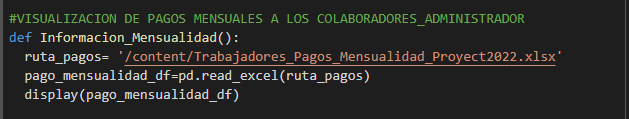 #VISUALIZACION DE PAGOS MENSUALES A LOS COLABORADORES_ADMINISTRADOR
def Informacion_Mensualidad():
  ruta_pagos= '/content/Trabajadores_Pagos_Mensualidad_Proyect2022.xlsx'
  pago_mensualidad_df=pd.read_excel(ruta_pagos)
  display(pago_mensualidad_df)